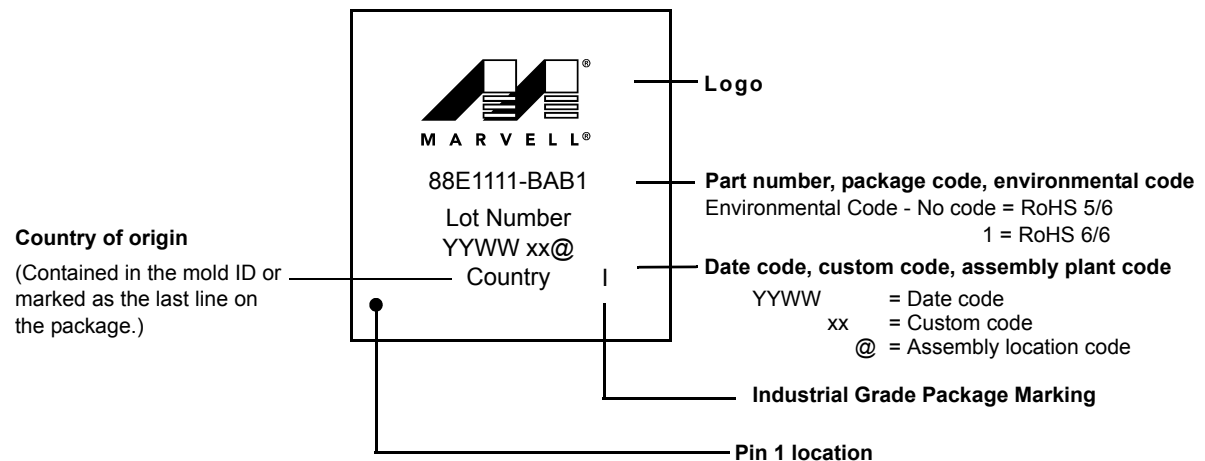 MARVELL®
®
88E1111-BAB1
Lot Number
YYWW xx@
Country I
Country of origin
(Contained in the mold ID or
marked as the last line on
the package.)
Logo
Part number, package code, environmental code
Environmental Code - No code = RoHS 5/6
1 = RoHS 6/6
Date code, custom code, assembly plant code
YYWW = Date code
xx = Custom code
@ = Assembly location code
Industrial Grade Package Marking
Pin 1 location